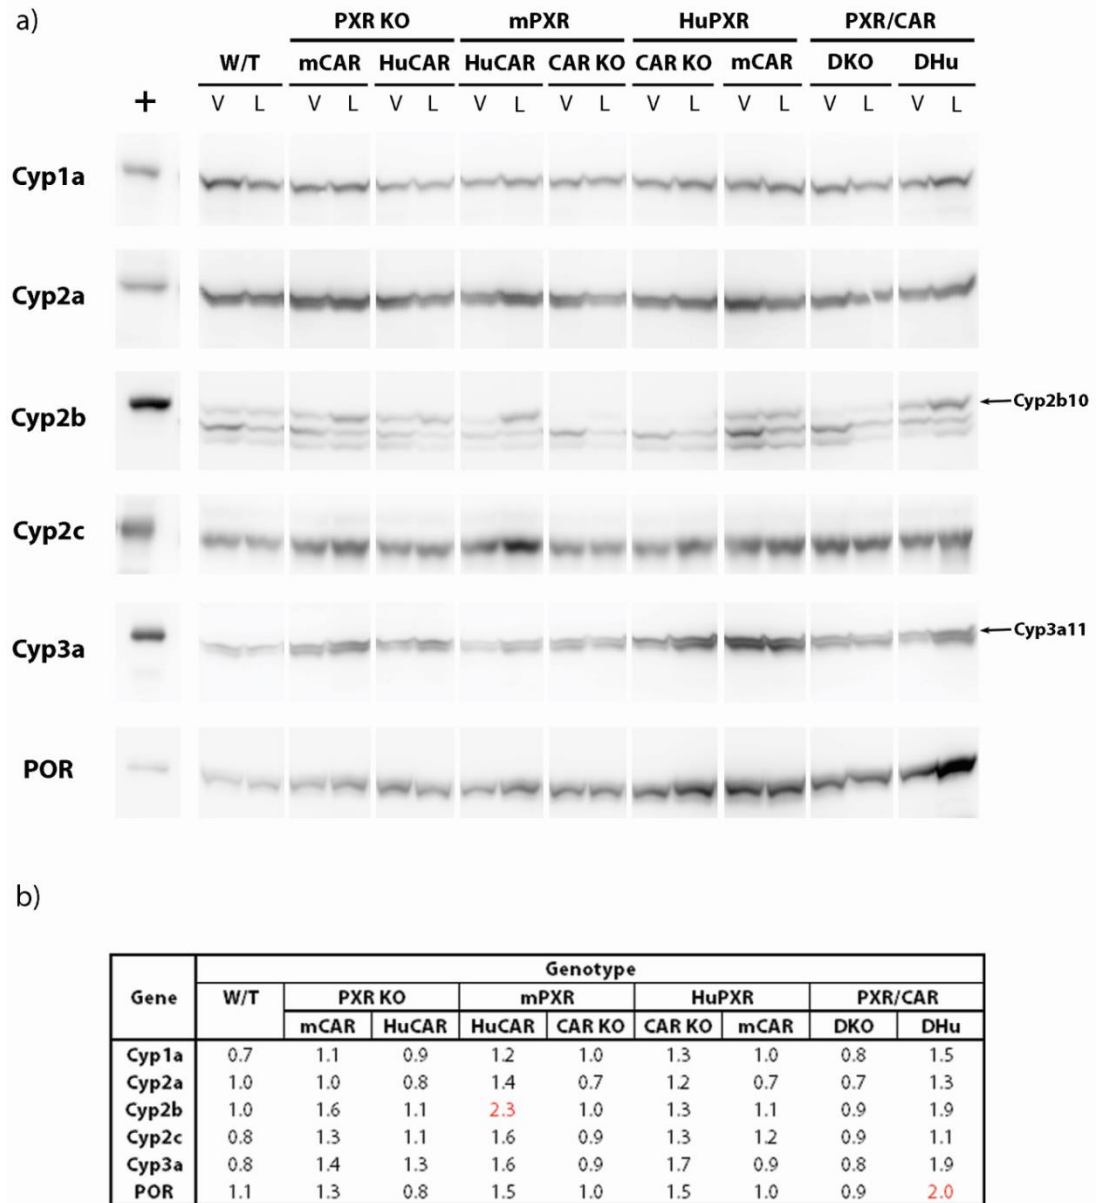 a)
PXR KO mPXR HuPXR PXR/CAR
W/T mCAR HuCAR HuCAR CAR KO CAR KO mCAR DKO DHu
+ V L V L V L V L V L V L V L V L V L
Cyp1a
Cyp2a
Cyp2b Cyp2b10
Cyp2c
Cyp3a Cyp3a11
POR
b)
Genotype
Gene W/T PXR KO mPXR HuPXR PXR/CAR
mCAR HuCAR HuCAR CAR KO CAR KO mCAR DKO DHu
Cyp1a 0.7 1.1 0.9 1.2 1.0 1.3 1.0 0.8 1.5
Cyp2a 1.0 1.0 0.8 1.4 0.7 1.2 0.7 0.7 1.3
Cyp2b 1.0 1.6 1.1 2.3 1.0 1.3 1.1 0.9 1.9
Cyp2c 0.8 1.3 1.1 1.6 0.9 1.3 1.2 0.9 1.1
Cyp3a 0.8 1.4 1.3 1.6 0.9 1.7 0.9 0.8 1.9
POR 1.1 1.3 0.8 1.5 1.0 1.5 1.0 0.9 2.0